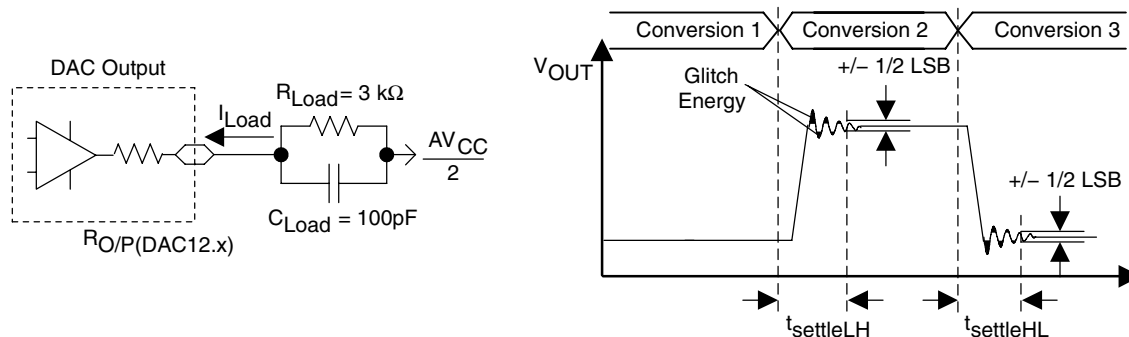 DAC Output
I_Load
R_Load = 3 kΩ
AV_CC
2
C_Load = 100pF
R_O/P(DAC12.x)
Conversion 1
Conversion 2
Conversion 3
V_OUT
Glitch
Energy
+/− 1/2 LSB
+/− 1/2 LSB
t_settleLH
t_settleHL